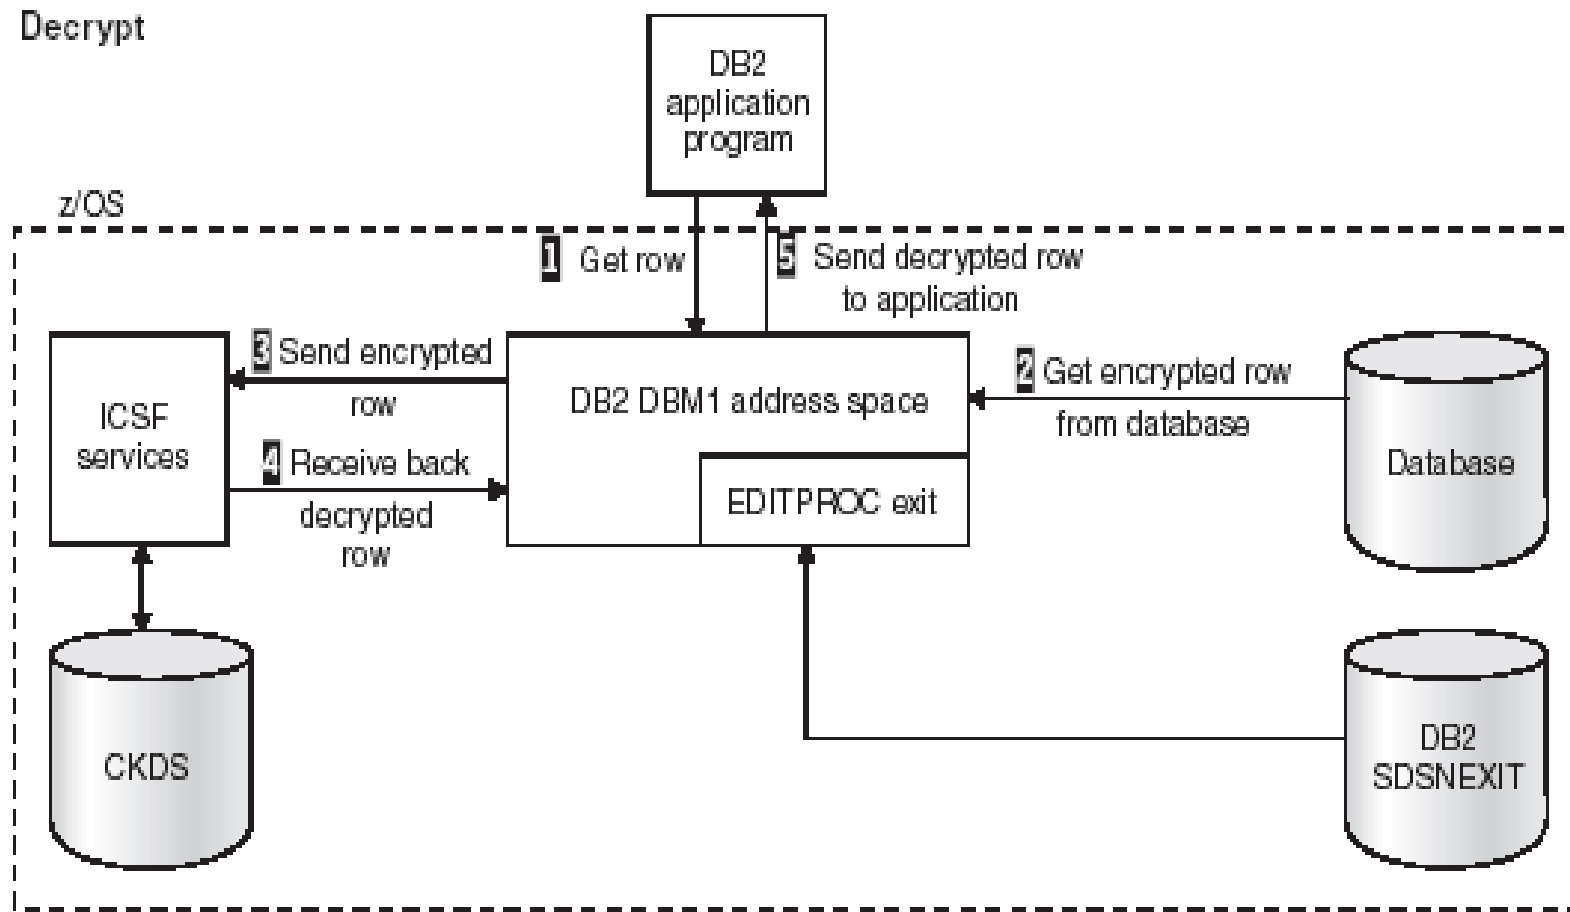 Decrypt
DB2
application
program
z/OS
1 Get row
5 Send decrypted row
to application
3 Send encrypted
row
2 Get encrypted row
from database
ICSF
services
DB2 DBM1 address space
4 Receive back
decrypted
row
EDITPROC exit
Database
CKDS
DB2
SDSNEXIT